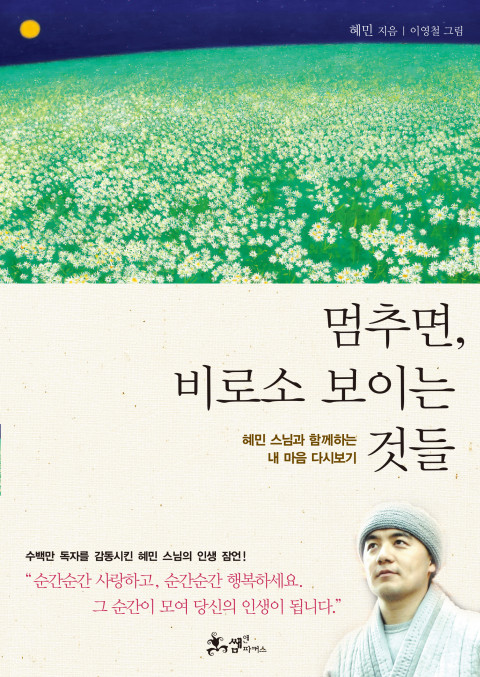 혜민 지음 | 이영철 그림
멈추면,
비로소 보이는
것들
혜민 스님과 함께하는
내 마음 다시보기
수백만 독자를 감동시킨 혜민 스님의 인생 잠언!
“순간순간 사랑하고, 순간순간 행복하세요.
그 순간이 모여 당신의 인생이 됩니다.”
쌤앤파커스